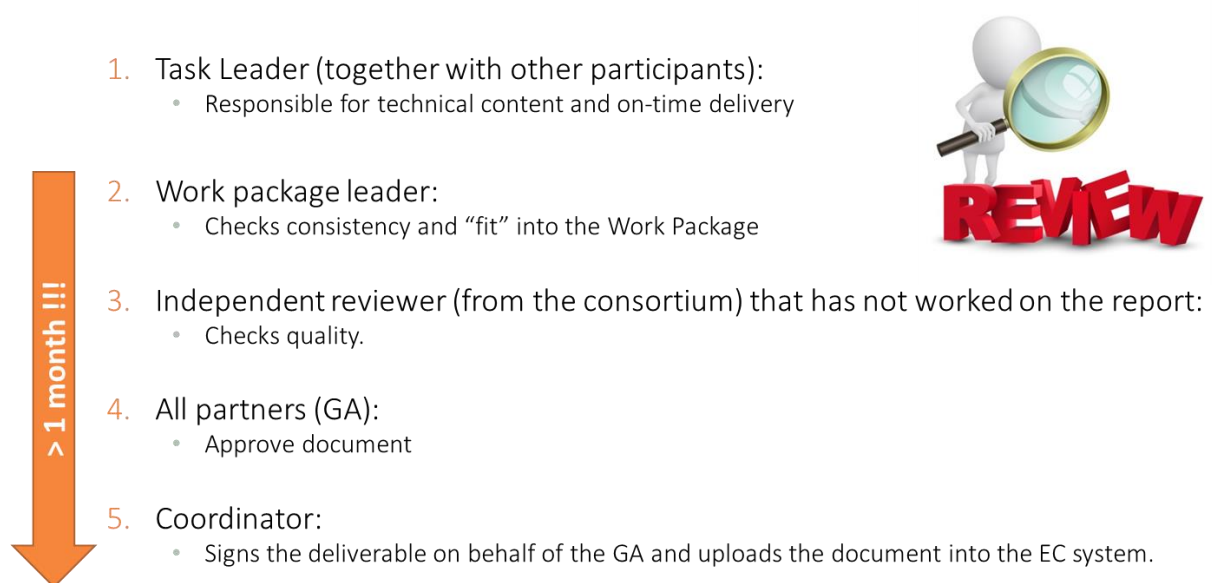 1. Task Leader (together with other participants):
• Responsible for technical content and on-time delivery
REVIEW
2. Work package leader:
• Checks consistency and “fit” into the Work Package
> 1 month !!!
3. Independent reviewer (from the consortium) that has not worked on the report:
• Checks quality.
4. All partners (GA):
• Approve document
5. Coordinator:
• Signs the deliverable on behalf of the GA and uploads the document into the EC system.